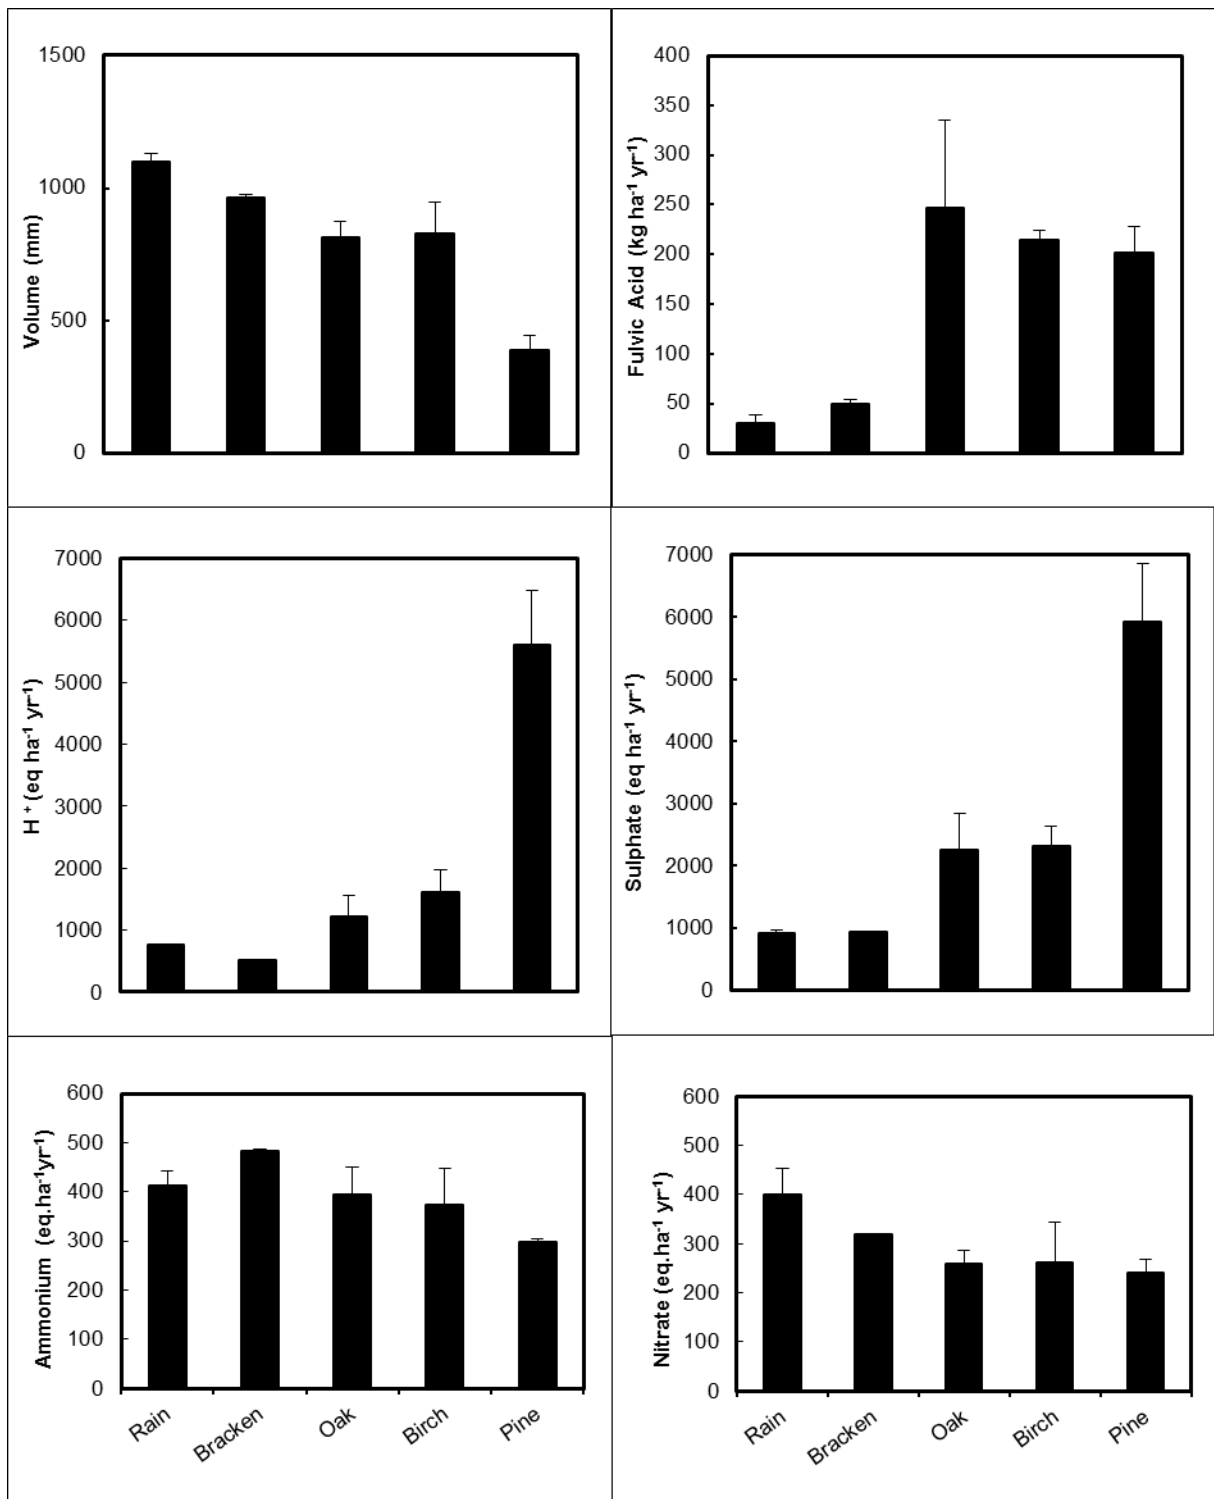 Volume (mm)
1500
1000
500
0
Fulvic Acid (kg ha⁻¹ yr⁻¹)
400
350
300
250
200
150
100
50
0
H⁺ (eq ha⁻¹ yr⁻¹)
7000
6000
5000
4000
3000
2000
1000
0
Sulphate (eq ha⁻¹ yr⁻¹)
7000
6000
5000
4000
3000
2000
1000
0
Ammonium (eq.ha⁻¹yr⁻¹)
600
500
400
300
200
100
0
Rain
Bracken
Oak
Birch
Pine
Nitrate (eq.ha⁻¹ yr⁻¹)
600
500
400
300
200
100
0
Rain
Bracken
Oak
Birch
Pine